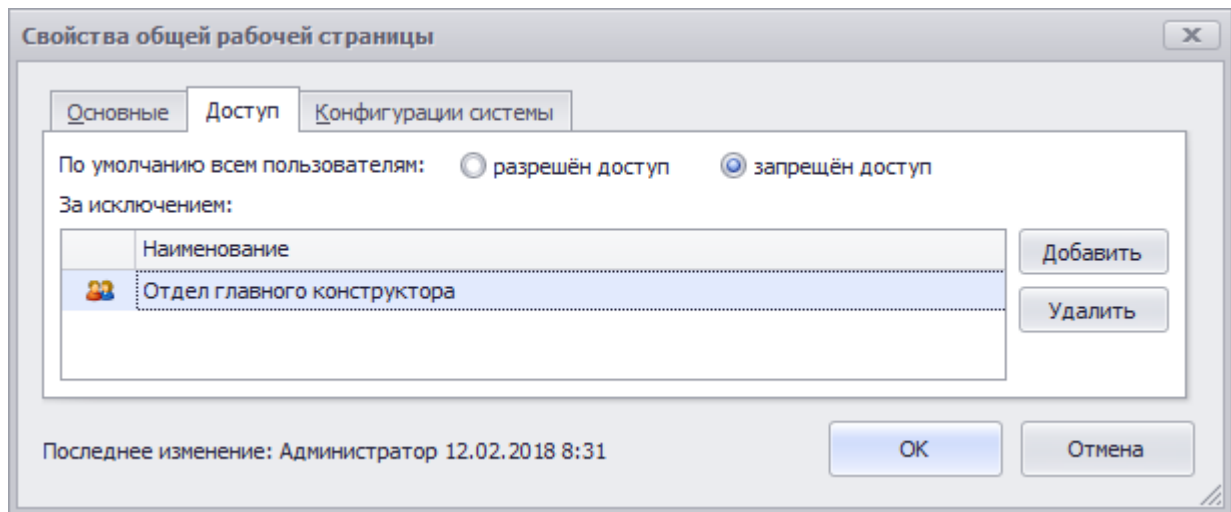 Свойства общей рабочей страницы
Основные Доступ Конфигурации системы
По умолчанию всем пользователям: разрешён доступ запрещён доступ
За исключением:
Наименование Добавить
Отдел главного конструктора
Удалить
Последнее изменение: Администратор 12.02.2018 8:31 ОК Отмена